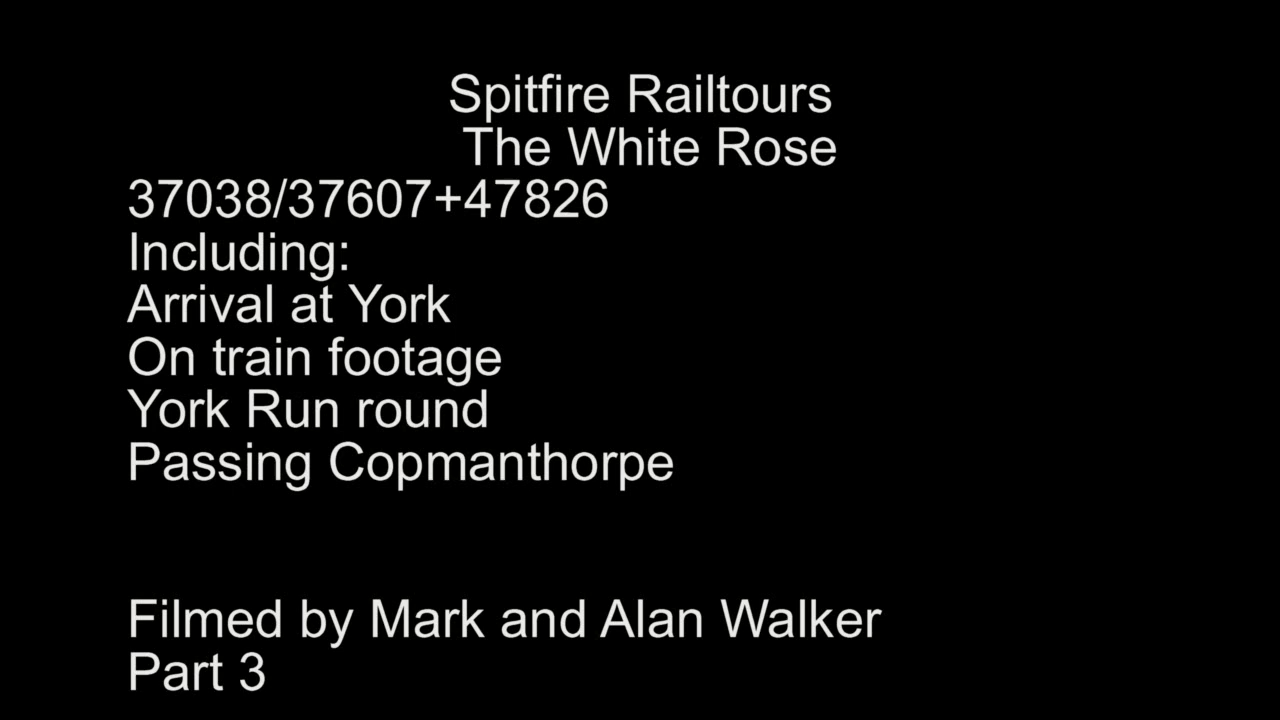 Spitfire Railtours
The White Rose
37038/37607+47826
Including:
Arrival at York
On train footage
York Run round
Passing Copmanthorpe
Filmed by Mark and Alan Walker
Part 3